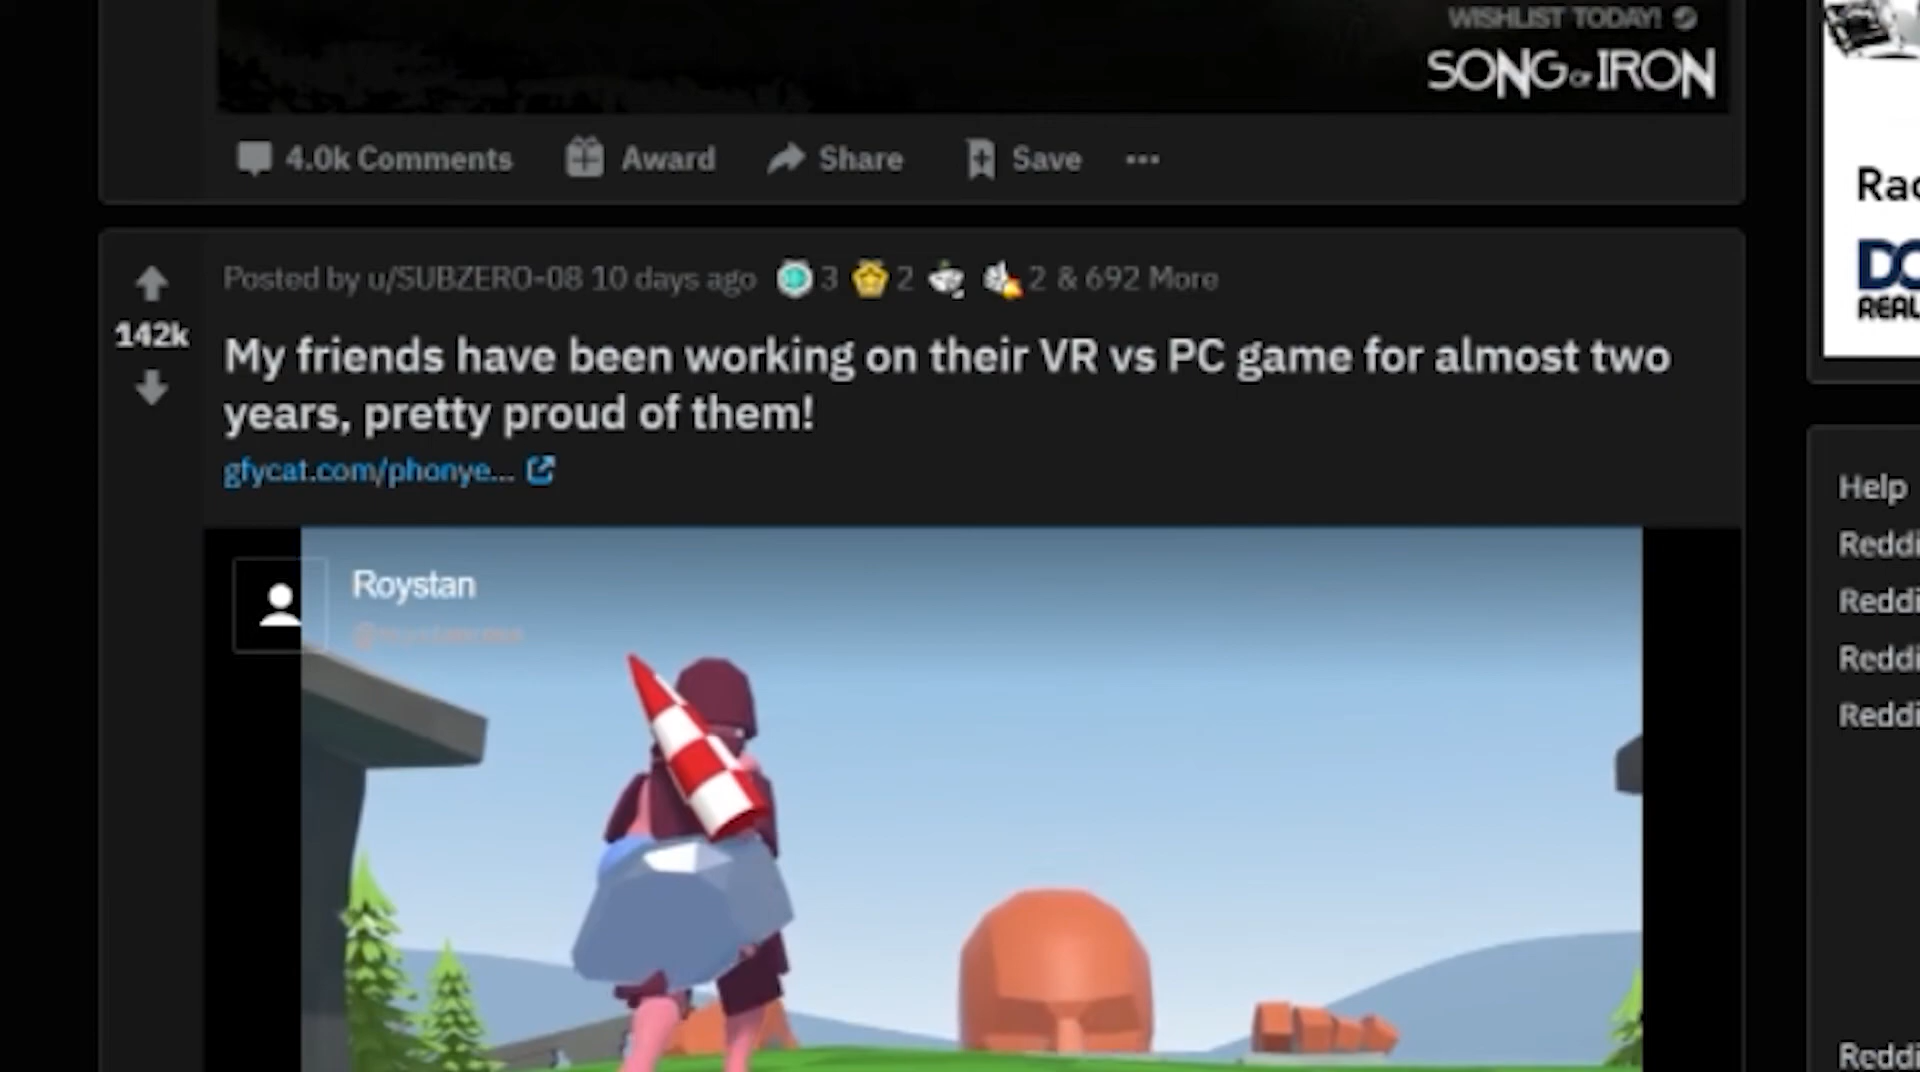 WISHLIST TODAY!
SONG OF IRON
4.0k Comments Award Share Save ...
Posted by u/SUBZERO-08 10 days ago 3 2 2 & 692 More
142k
My friends have been working on their VR vs PC game for almost two
years, pretty proud of them!
gfycat.com/phonye...
Roystan
Rac
DO
REAL
Help
Reddi
Reddi
Reddi
Reddi
Reddi